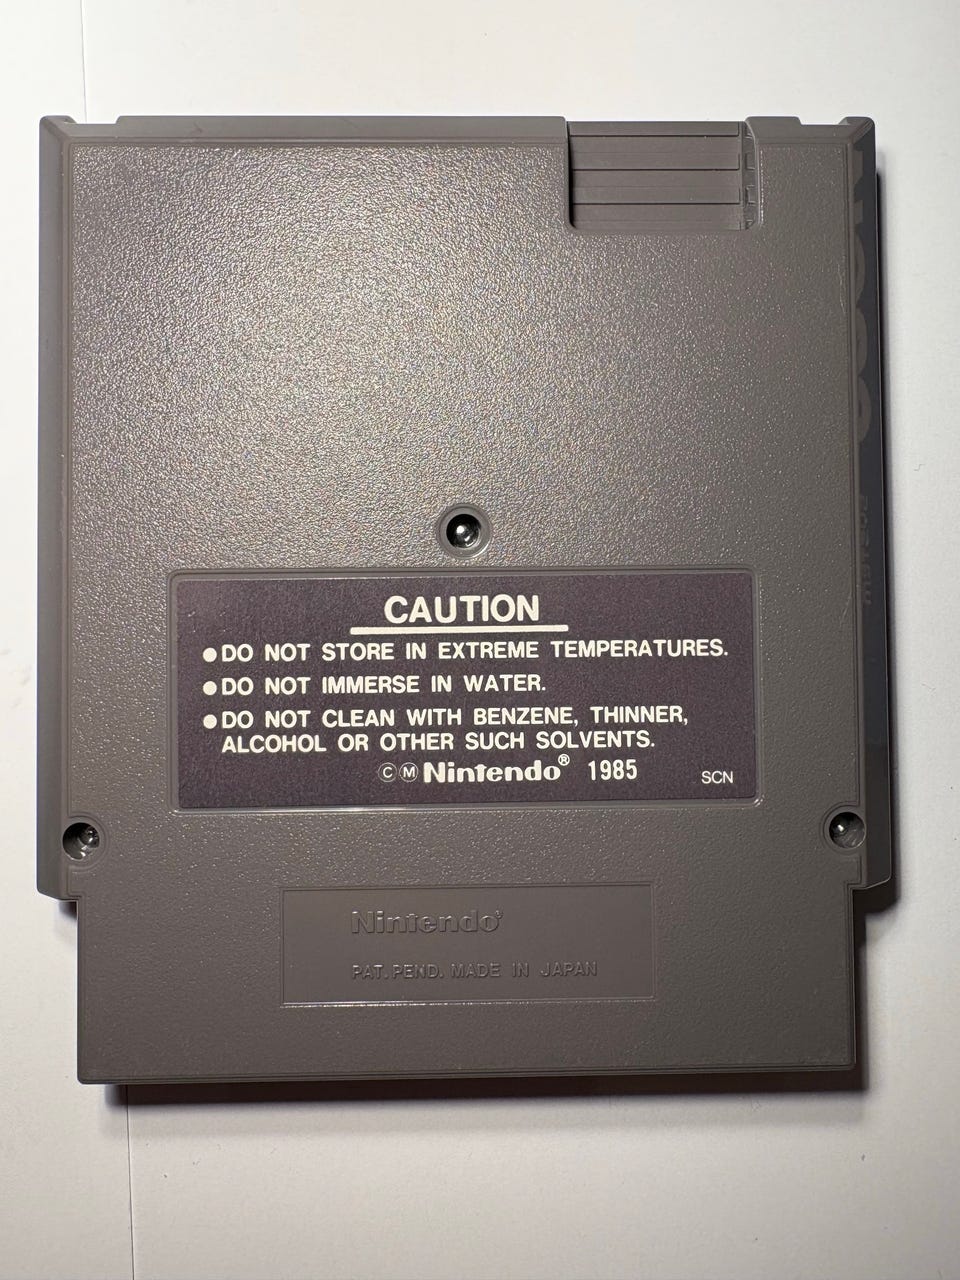 CAUTION
●DO NOT STORE IN EXTREME TEMPERATURES.
●DO NOT IMMERSE IN WATER.
●DO NOT CLEAN WITH BENZENE, THINNER,
ALCOHOL OR OTHER SUCH SOLVENTS.
ⒸⓂNintendo® 1985
SCN
Nintendo®
PAT. PEND. MADE IN JAPAN